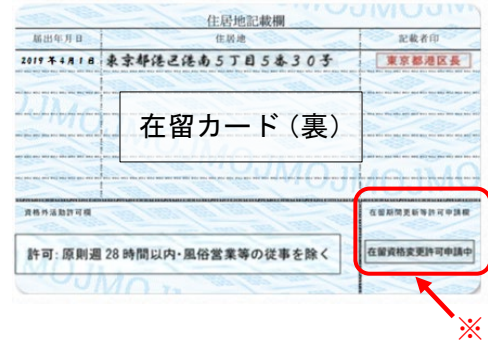 住居地記載欄
届出年月日 住居地 記載者印
2019年4月1日 東京都港区港南5丁目5番30号 東京都港区長
在留カード（裏）
資格外活動許可欄 在留期間更新等許可申請欄
許可: 原則週28時間以内・風俗営業等の従事を除く 在留資格変更許可申請中
※